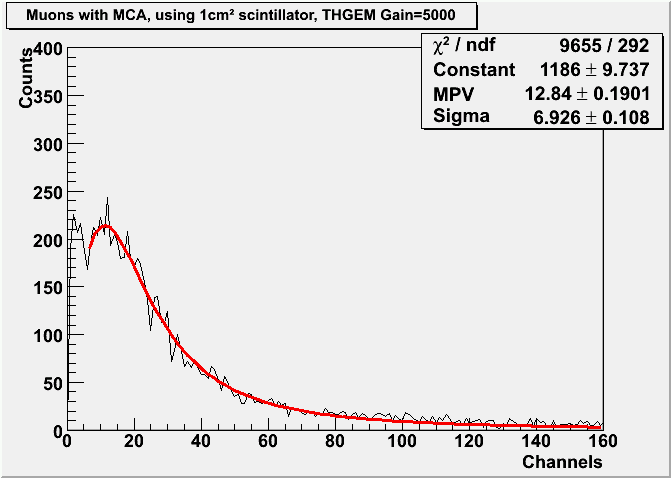 Muons with MCA, using 1cm² scintillator, THGEM Gain=5000
χ² / ndf 9655 / 292
Constant 1186 ± 9.737
MPV 12.84 ± 0.1901
Sigma 6.926 ± 0.108
Counts
400
350
300
250
200
150
100
50
0
0 20 40 60 80 100 120 140 160
Channels